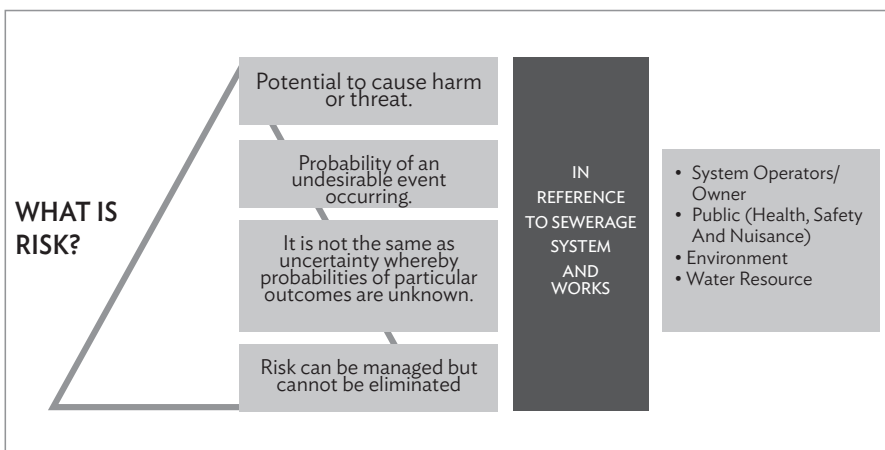 WHAT IS
RISK?
Potential to cause harm
or threat.
Probability of an
undesirable event
occurring.
It is not the same as
uncertainty whereby
probabilities of particular
outcomes are unknown.
Risk can be managed but
cannot be eliminated
IN
REFERENCE
TO SEWERAGE
SYSTEM
AND
WORKS
• System Operators/
Owner
• Public (Health, Safety
And Nuisance)
• Environment
• Water Resource